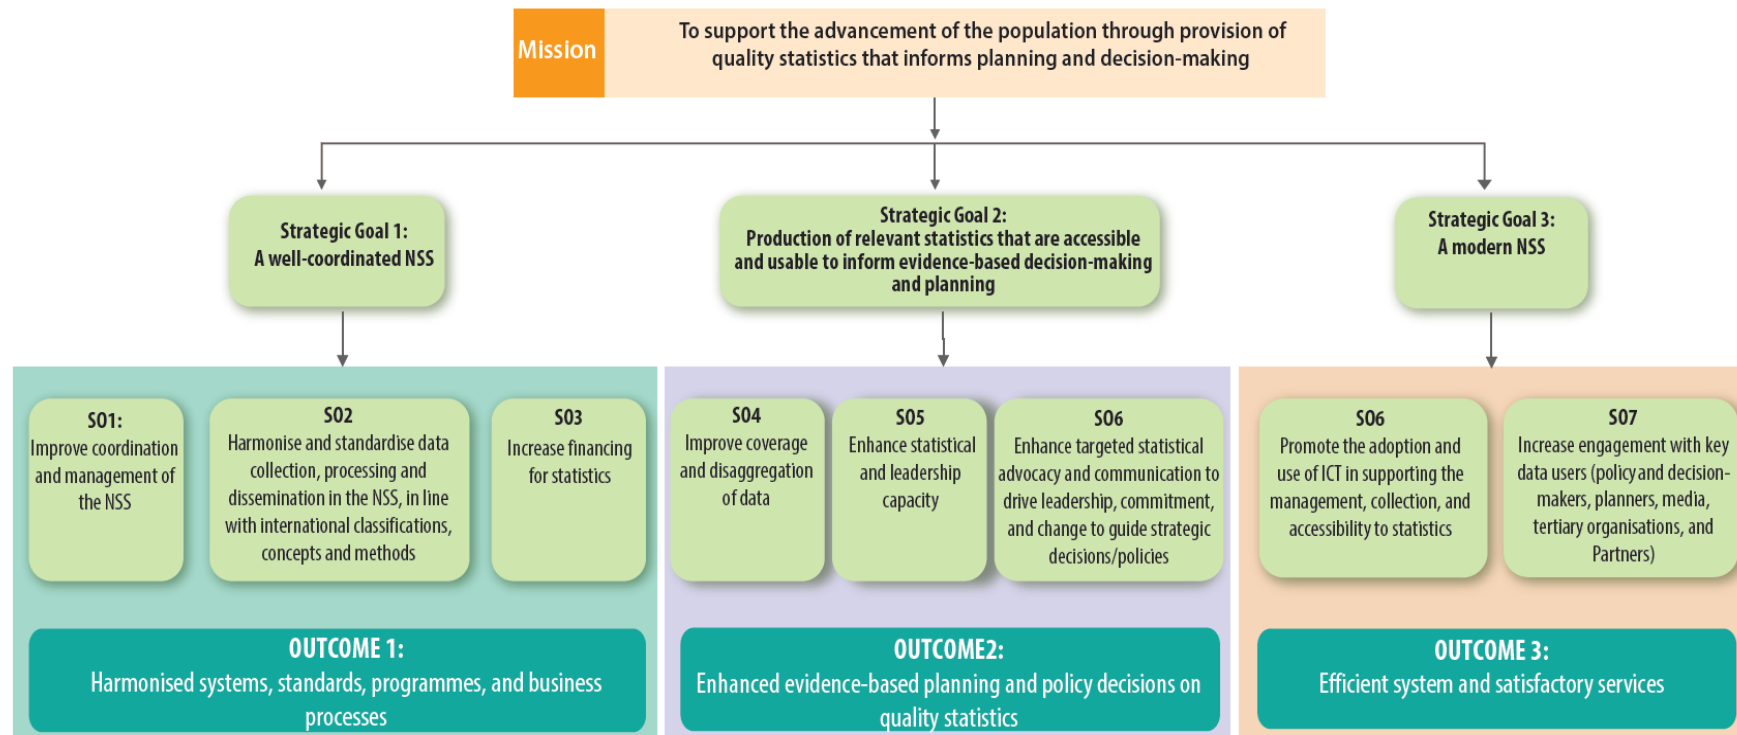 Mission
To support the advancement of the population through provision of
quality statistics that informs planning and decision-making
Strategic Goal 1:
A well-coordinated NSS
Strategic Goal 2:
Production of relevant statistics that are accessible
and usable to inform evidence-based decision-making
and planning
Strategic Goal 3:
A modern NSS
SO1:
Improve coordination
and management of
the NSS
SO2
Harmonise and standardise data
collection, processing and
dissemination in the NSS, in line
with international classifications,
concepts and methods
SO3
Increase financing
for statistics
OUTCOME 1:
Harmonised systems, standards, programmes, and business
processes
SO4
Improve coverage
and disaggregation
of data
SO5
Enhance statistical
and leadership
capacity
SO6
Enhance targeted statistical
advocacy and communication to
drive leadership, commitment,
and change to guide strategic
decisions/policies
OUTCOME2:
Enhanced evidence-based planning and policy decisions on
quality statistics
SO6
Promote the adoption and
use of ICT in supporting the
management, collection, and
accessibility to statistics
SO7
Increase engagement with key
data users (policy and decision-
makers, planners, media,
tertiary organisations, and
Partners)
OUTCOME 3:
Efficient system and satisfactory services